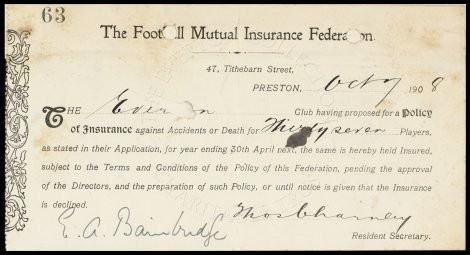 63
The Football Mutual Insurance Federation.
47, Tithebarn Street,
PRESTON, Oct 7 1908
THE Everton Club having proposed for a Policy
of Insurance against Accidents or Death for Thirty seven Players,
as stated in their Application, for year ending 30th April next, the same is hereby held Insured,
subject to the Terms and Conditions of the Policy of this Federation, pending the approval
of the Directors, and the preparation of such Policy, or until notice is given that the Insurance
is declined.
E. A. Bainbridge Thos Charnley
Resident Secretary.